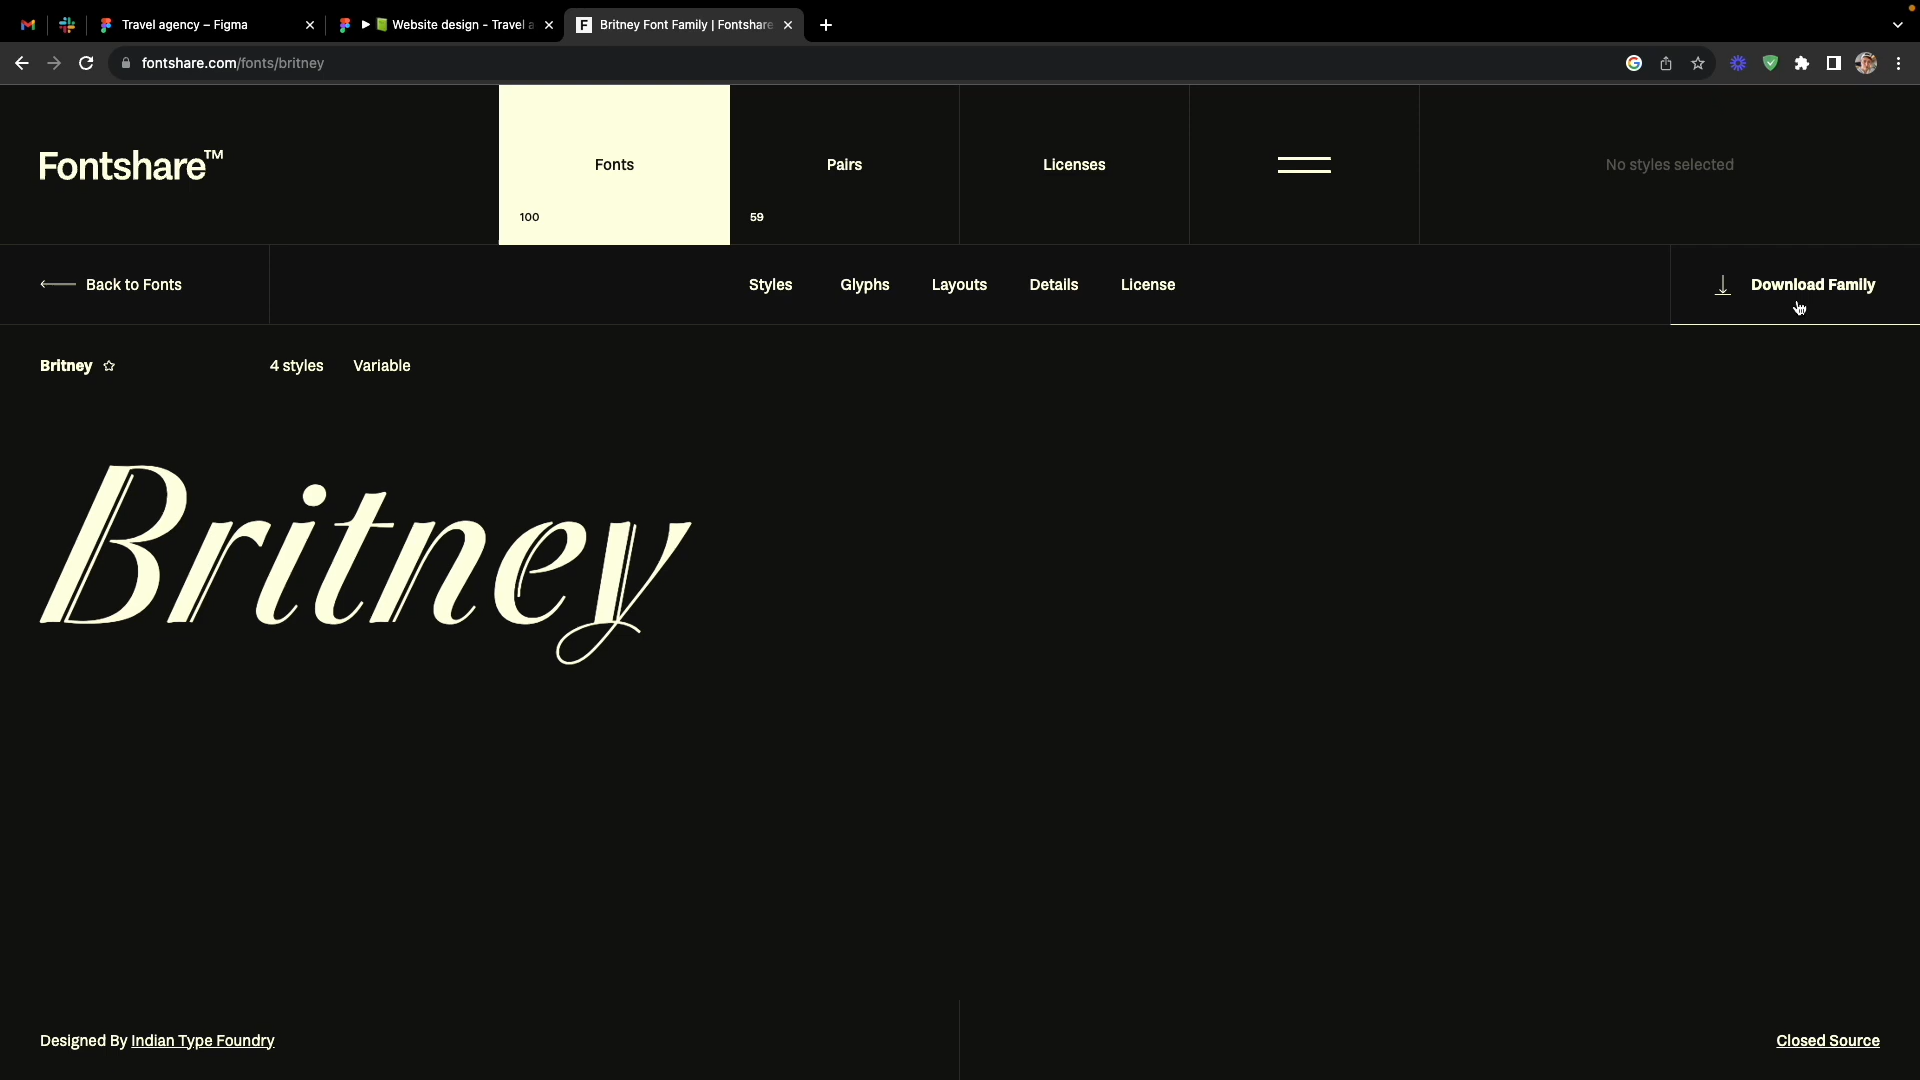 Travel agency – Figma
Website design - Travel a
Britney Font Family | Fontshare
fontshare.com/fonts/britney
Fontshare™
Fonts
100
Pairs
59
Licenses
No styles selected
Back to Fonts
Styles
Glyphs
Layouts
Details
License
Download Family
Britney
4 styles
Variable
Britney
Designed By Indian Type Foundry
Closed Source